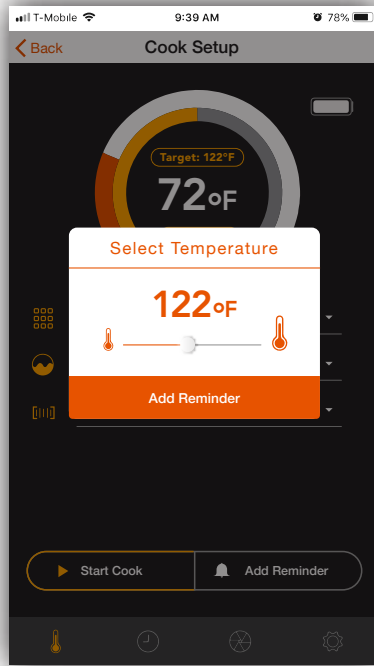 T-Mobile 9:39 AM 78%
Back Cook Setup
Target: 122°F
72°F
Select Temperature
122°F
Add Reminder
Start Cook Add Reminder